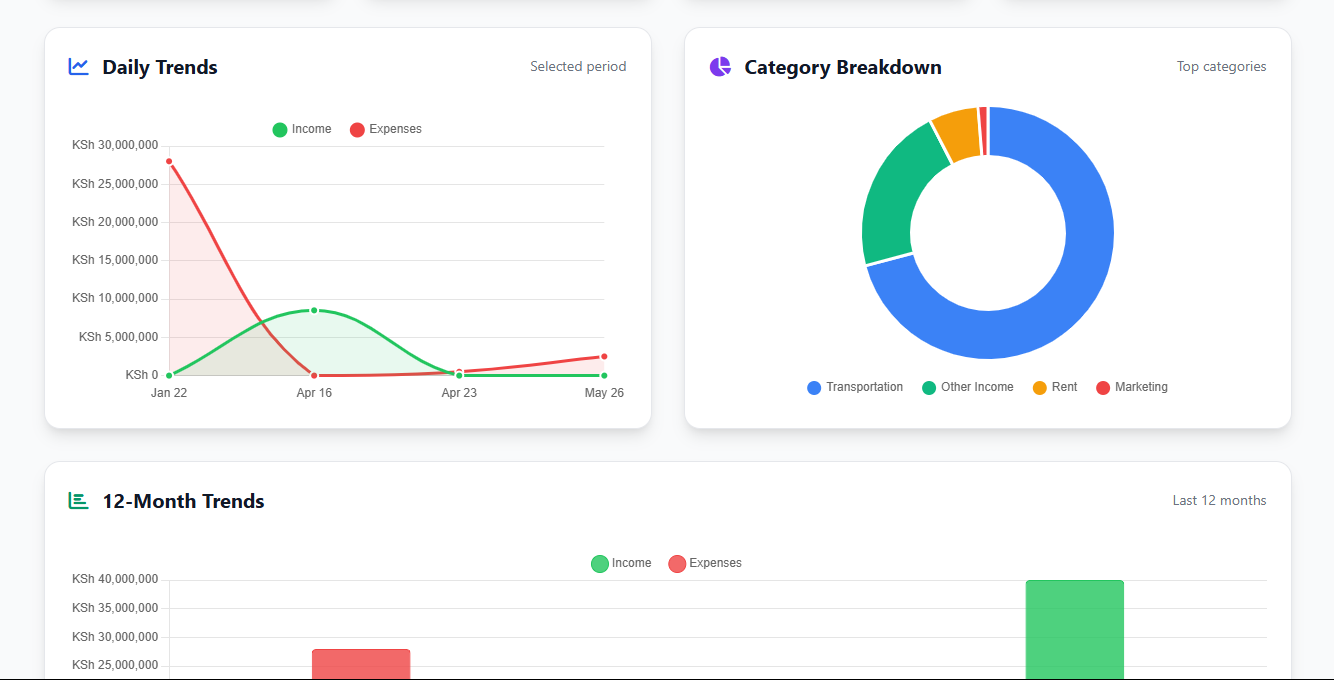 Daily Trends
Selected period
Income
Expenses
KSh 30,000,000
KSh 25,000,000
KSh 20,000,000
KSh 15,000,000
KSh 10,000,000
KSh 5,000,000
KSh 0
Jan 22
Apr 16
Apr 23
May 26
Category Breakdown
Top categories
Transportation
Other Income
Rent
Marketing
12-Month Trends
Last 12 months
Income
Expenses
KSh 40,000,000
KSh 35,000,000
KSh 30,000,000
KSh 25,000,000